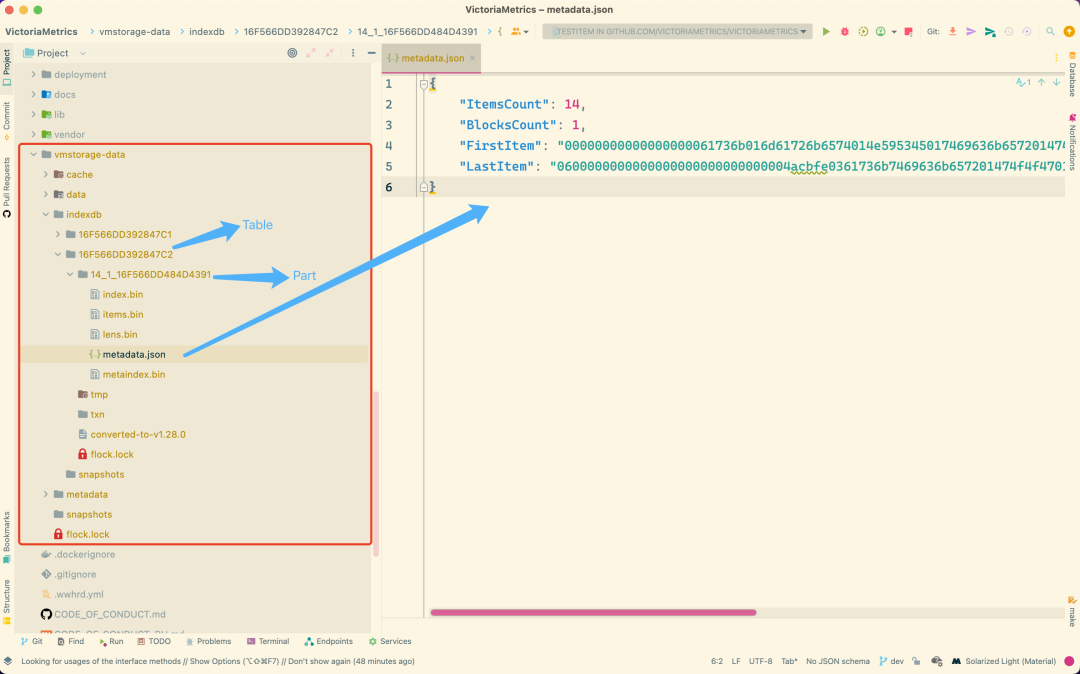 VictoriaMetrics – metadata.json
VictoriaMetrics vmstorage-data indexdb 16F566DD392847C2 14_1_16F566DD484D4391
TESTITEM IN GITHUB.COM/VICTORIAMETRICS/VICTORIAMETRICS
Git:
Project
metadata.json
Project
Commit
Pull Requests
Bookmarks
Structure
deployment
docs
lib
vendor
vmstorage-data
cache
data
indexdb
16F566DD392847C1
16F566DD392847C2
14_1_16F566DD484D4391
index.bin
items.bin
lens.bin
metadata.json
metaindex.bin
tmp
txn
converted-to-v1.28.0
flock.lock
snapshots
metadata
snapshots
flock.lock
.dockerignore
.gitignore
.wwhrd.yml
CODE_OF_CONDUCT.md
Table
Part
1 {
2 "ItemsCount": 14,
3 "BlocksCount": 1,
4 "FirstItem":
5 "LastItem":
6 }
1
Database
Notifications
make
Git Find Run TODO Problems Terminal Endpoints Services
Looking for usages of the interface methods // Show Options (⌥⇧⌘F7) // Don't show again (48 minutes ago)
6:2 LF UTF-8 Tab* No JSON schema dev Solarized Light (Material)